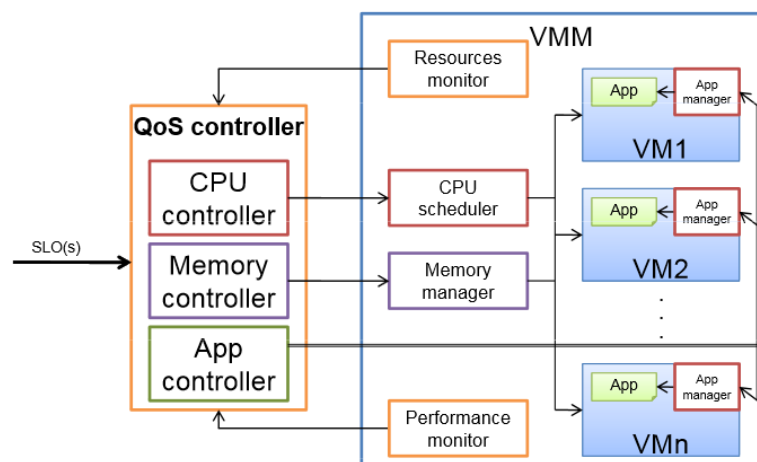 VMM
Resources
monitor
QoS controller
CPU
controller
Memory
controller
App
controller
SLO(s)
CPU
scheduler
Memory
manager
Performance
monitor
App
App
manager
VM1
App
App
manager
VM2
App
App
manager
VMn